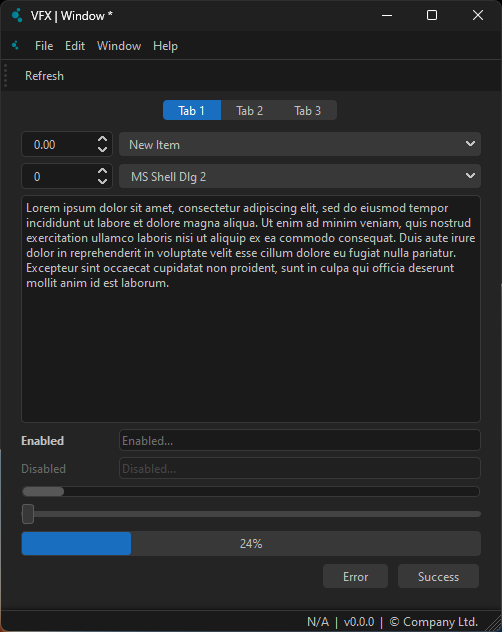 VFX | Window *
File Edit Window Help
Refresh
Tab 1 Tab 2 Tab 3
0.00 New Item
0 MS Shell Dlg 2
Lorem ipsum dolor sit amet, consectetur adipiscing elit, sed do eiusmod tempor
incididunt ut labore et dolore magna aliqua. Ut enim ad minim veniam, quis nostrud
exercitation ullamco laboris nisi ut aliquip ex ea commodo consequat. Duis aute irure
dolor in reprehenderit in voluptate velit esse cillum dolore eu fugiat nulla pariatur.
Excepteur sint occaecat cupidatat non proident, sunt in culpa qui officia deserunt
mollit anim id est laborum.
Enabled Enabled...
Disabled Disabled...
24%
Error Success
N/A | v0.0.0 | © Company Ltd.